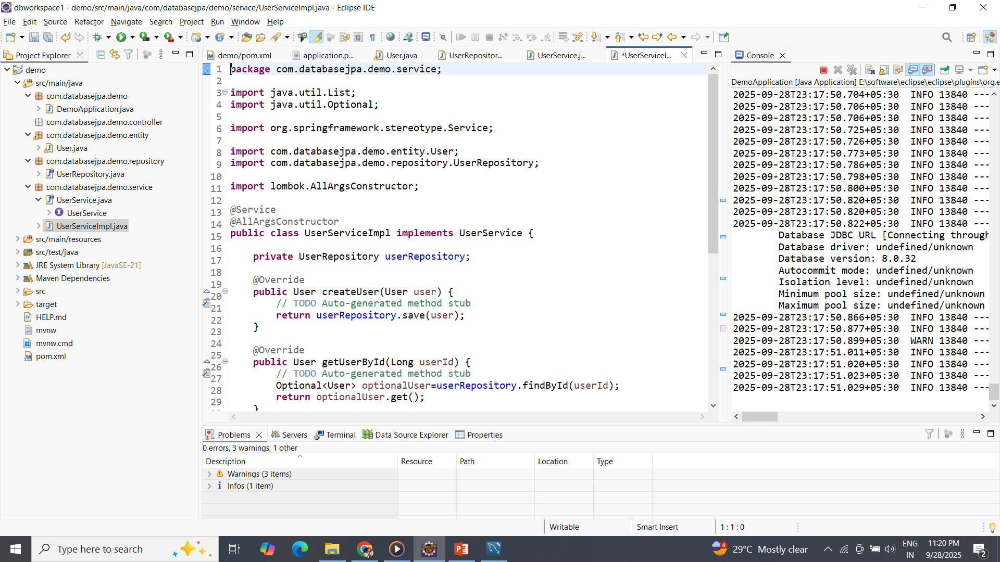 dbworkspace1 - demo/src/main/java/com/databasejpa/demo/service/UserServiceImpl.java - Eclipse IDE
File Edit Source Refactor Navigate Search Project Run Window Help
Project Explorer
demo
src/main/java
com.databasejpa.demo
DemoApplication.java
com.databasejpa.demo.controller
com.databasejpa.demo.entity
User.java
com.databasejpa.demo.repository
UserRepository.java
com.databasejpa.demo.service
UserService.java
UserService
UserServiceImpl.java
src/main/resources
src/test/java
JRE System Library [JavaSE-21]
Maven Dependencies
src
target
HELP.md
mvnw
mvnw.cmd
pom.xml
demo/pom.xml application.p... User.java UserRepositor... UserService.j... *UserServiceI...
1 package com.databasejpa.demo.service;
2
3 import java.util.List;
4 import java.util.Optional;
5
6 import org.springframework.stereotype.Service;
7
8 import com.databasejpa.demo.entity.User;
9 import com.databasejpa.demo.repository.UserRepository;
10
11 import lombok.AllArgsConstructor;
12
13 @Service
14 @AllArgsConstructor
15 public class UserServiceImpl implements UserService {
16
17 private UserRepository userRepository;
18
19 @Override
20 public User createUser(User user) {
21 // TODO Auto-generated method stub
22 return userRepository.save(user);
23 }
24
25 @Override
26 public User getUserById(Long userId) {
27 // TODO Auto-generated method stub
28 Optional<User> optionalUser=userRepository.findById(userId);
29 return optionalUser.get();
}
Console
DemoApplication [Java Application] E:\software\eclipse\eclipse\plugins\org.e
2025-09-28T23:17:50.704+05:30 INFO 13840 ---
2025-09-28T23:17:50.706+05:30 INFO 13840 ---
2025-09-28T23:17:50.706+05:30 INFO 13840 ---
2025-09-28T23:17:50.725+05:30 INFO 13840 ---
2025-09-28T23:17:50.726+05:30 INFO 13840 ---
2025-09-28T23:17:50.773+05:30 INFO 13840 ---
2025-09-28T23:17:50.786+05:30 INFO 13840 ---
2025-09-28T23:17:50.798+05:30 INFO 13840 ---
2025-09-28T23:17:50.800+05:30 INFO 13840 ---
2025-09-28T23:17:50.820+05:30 INFO 13840 ---
2025-09-28T23:17:50.820+05:30 INFO 13840 ---
2025-09-28T23:17:50.822+05:30 INFO 13840 ---
Database JDBC URL [Connecting through
Database driver: undefined/unknown
Database version: 8.0.32
Autocommit mode: undefined/unknown
Isolation level: undefined/unknown
Minimum pool size: undefined/unknown
Maximum pool size: undefined/unknown
2025-09-28T23:17:50.866+05:30 INFO 13840 ---
2025-09-28T23:17:50.877+05:30 INFO 13840 ---
2025-09-28T23:17:50.899+05:30 WARN 13840 ---
2025-09-28T23:17:51.011+05:30 INFO 13840 ---
2025-09-28T23:17:51.020+05:30 INFO 13840 ---
2025-09-28T23:17:51.023+05:30 INFO 13840 ---
2025-09-28T23:17:51.029+05:30 INFO 13840 ---
Problems Servers Terminal Data Source Explorer Properties
0 errors, 3 warnings, 1 other
Description Resource Path Location Type
Warnings (3 items)
Infos (1 item)
Writable Smart Insert 1 : 1 : 0
Type here to search
4
29°C Mostly clear
ENG
IN
11:20 PM
9/28/2025
2